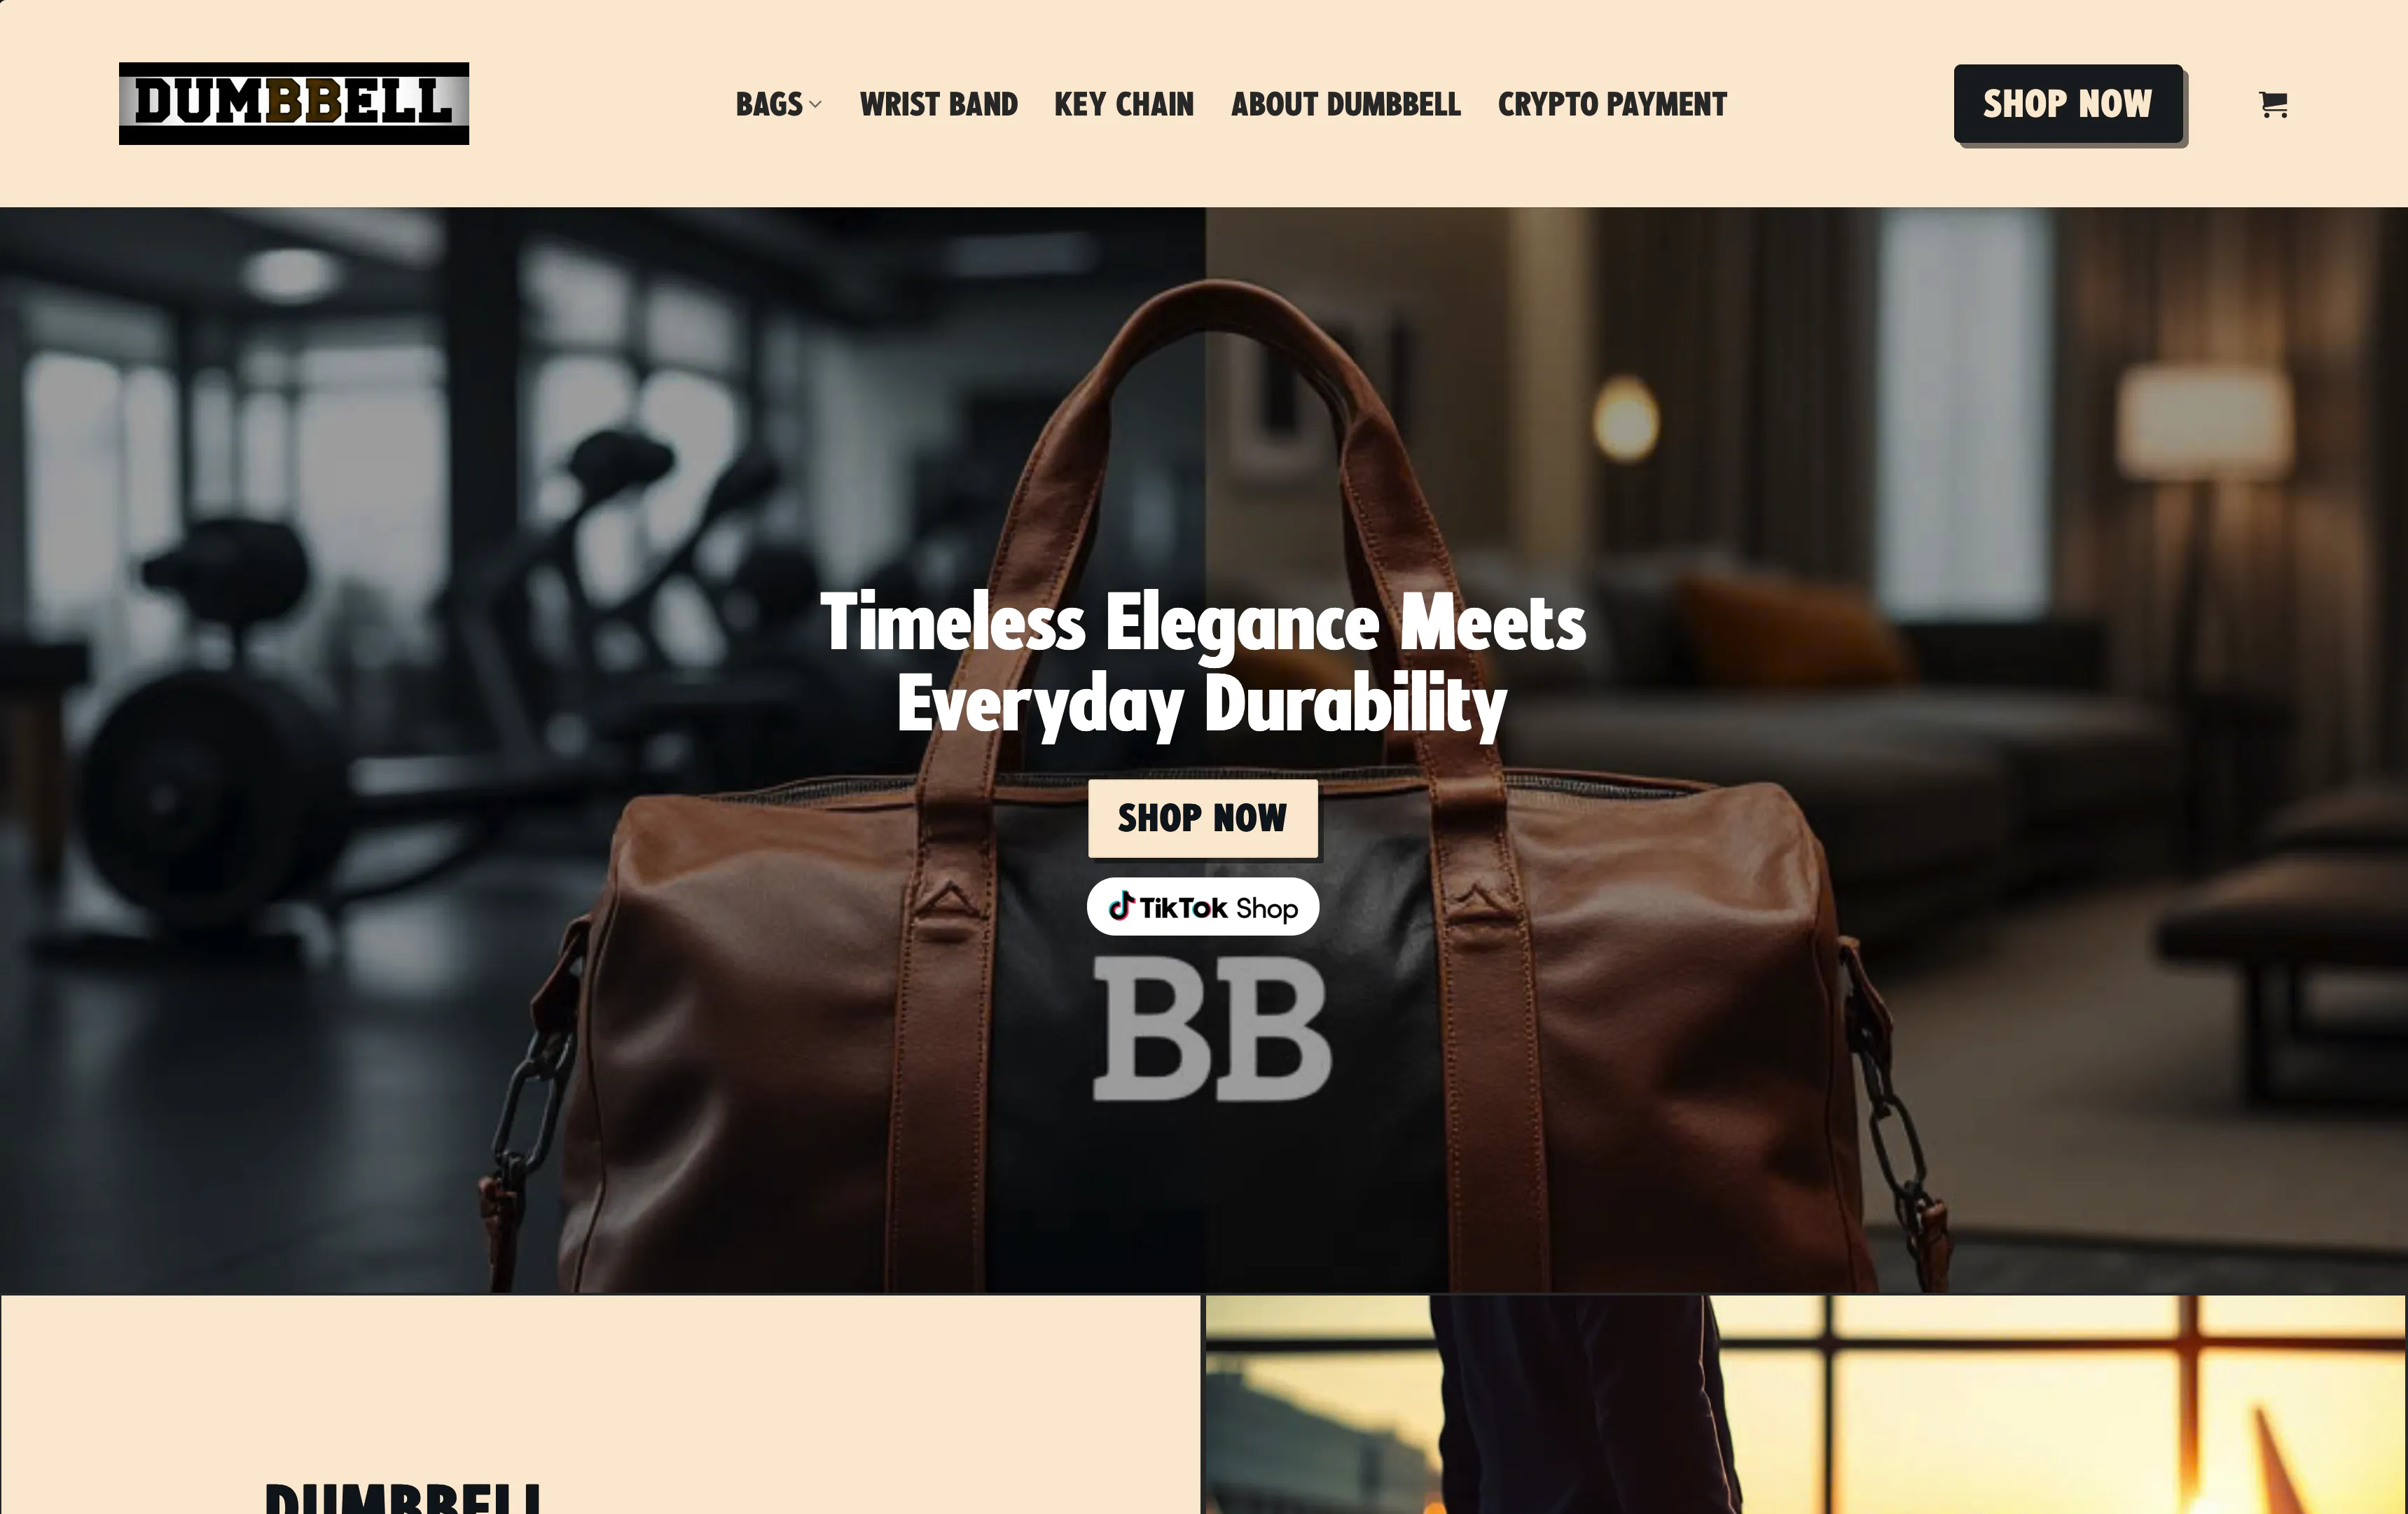 DUMBBELL
BAGS
WRIST BAND
KEY CHAIN
ABOUT DUMBBELL
CRYPTO PAYMENT
SHOP NOW
Timeless Elegance Meets
Everyday Durability
SHOP NOW
TikTok Shop
BB
DUMBBELL